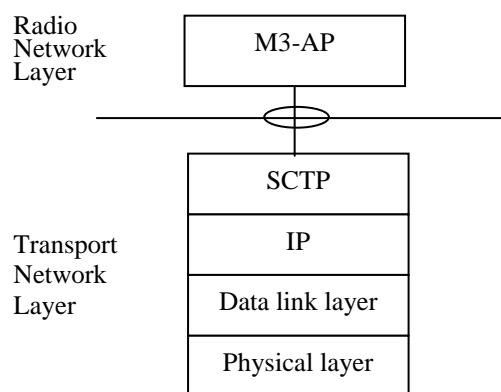 Radio
Network
Layer
M3-AP
SCTP
IP
Transport
Network
Layer
Data link layer
Physical layer